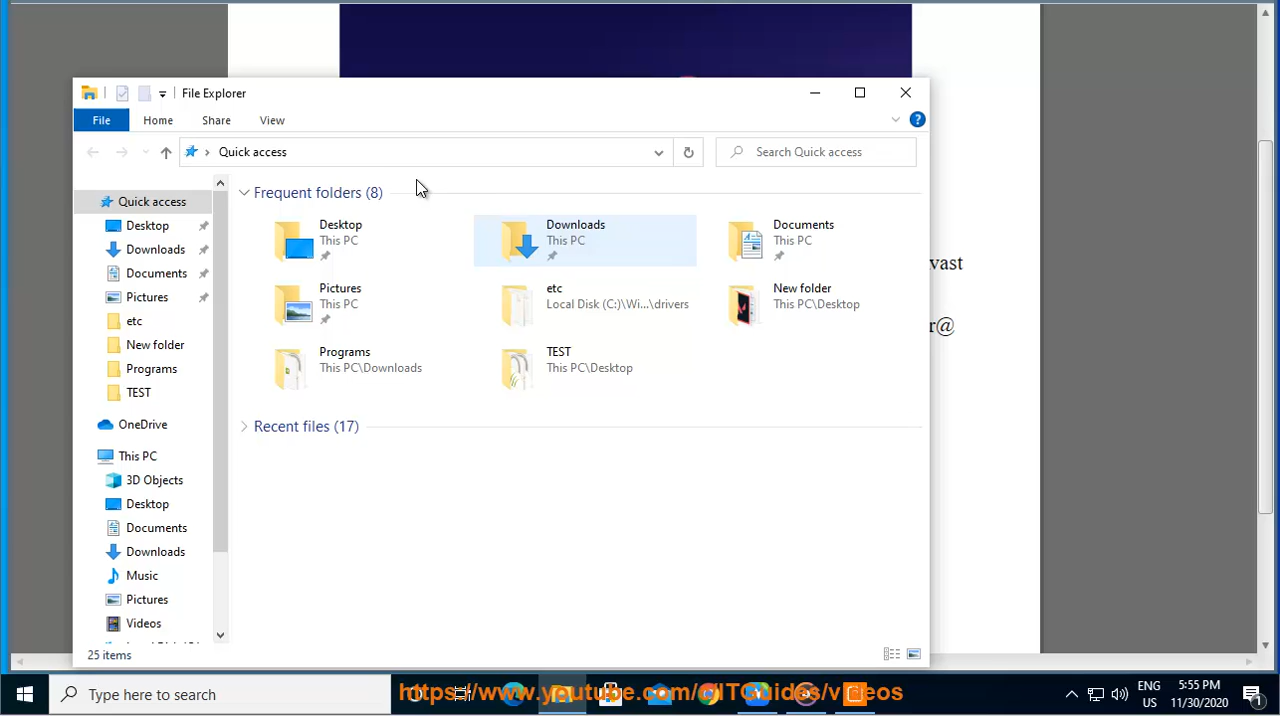 File Explorer
File Home Share View
Quick access
Search Quick access
Quick access
Desktop
Downloads
Documents
Pictures
etc
New folder
Programs
TEST
OneDrive
This PC
3D Objects
Desktop
Documents
Downloads
Music
Pictures
Videos
Frequent folders (8)
Desktop
This PC
Downloads
This PC
Documents
This PC
Pictures
This PC
etc
Local Disk (C:)\Wi...\drivers
New folder
This PC\Desktop
Programs
This PC\Downloads
TEST
This PC\Desktop
Recent files (17)
25 items
vast
r@
Type here to search
https://www.youtube.com/@ITGuides/videos
ENG
US
5:55 PM
11/30/2020
1